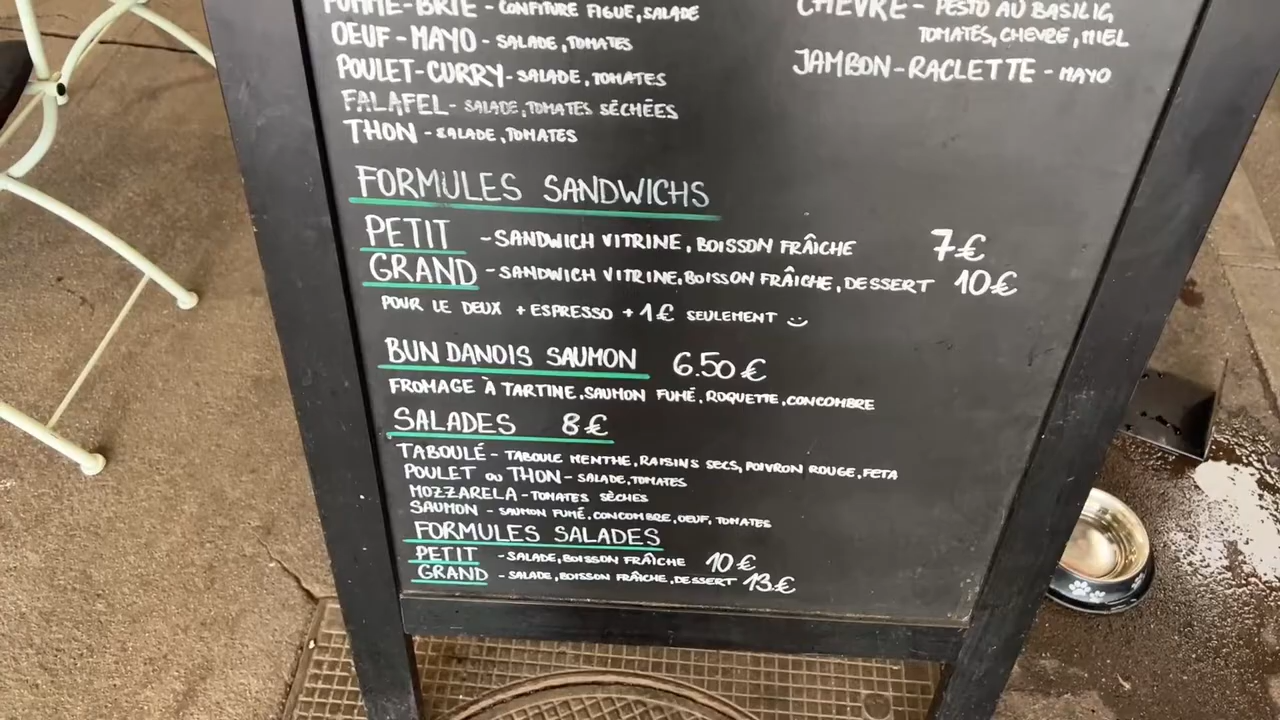 POMME-BRIE - CONFITURE FIGUE, SALADE
OEUF-MAYO - SALADE, TOMATES
POULET-CURRY - SALADE, TOMATES
FALAFEL - SALADE, TOMATES SÉCHÉES
THON - SALADE, TOMATES
CHEVRE - PESTO AU BASILIC,
TOMATES, CHEVRE, MIEL
JAMBON-RACLETTE - MAYO
FORMULES SANDWICHS
PETIT - SANDWICH VITRINE, BOISSON FRÂICHE 7€
GRAND - SANDWICH VITRINE, BOISSON FRÂICHE, DESSERT 10€
POUR LE DEUX + ESPRESSO + 1€ SEULEMENT
BUN DANOIS SAUMON 6.50€
FROMAGE À TARTINE, SAUMON FUMÉ, ROQUETTE, CONCOMBRE
SALADES 8€
TABOULÉ - TABOULE MENTHE, RAISINS SECS, POIVRON ROUGE, FETA
POULET ou THON - SALADE, TOMATES
MOZZARELA - TOMATES SÈCHES
SAUMON - SAUMON FUMÉ, CONCOMBRE, OEUF, TOMATES
FORMULES SALADES
PETIT - SALADE, BOISSON FRAÎCHE 10€
GRAND - SALADE, BOISSON FRAÎCHE, DESSERT 13€